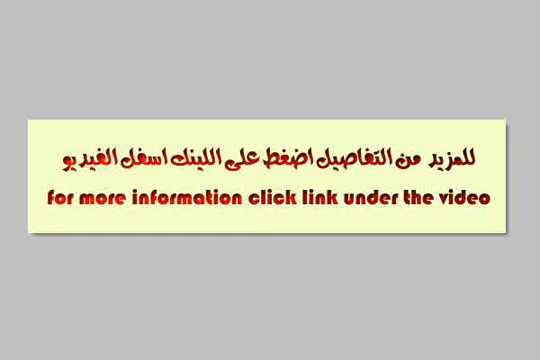 للمزيد من التفاصيل اضغط على اللينك اسفل الفيديو
for more information click link under the video